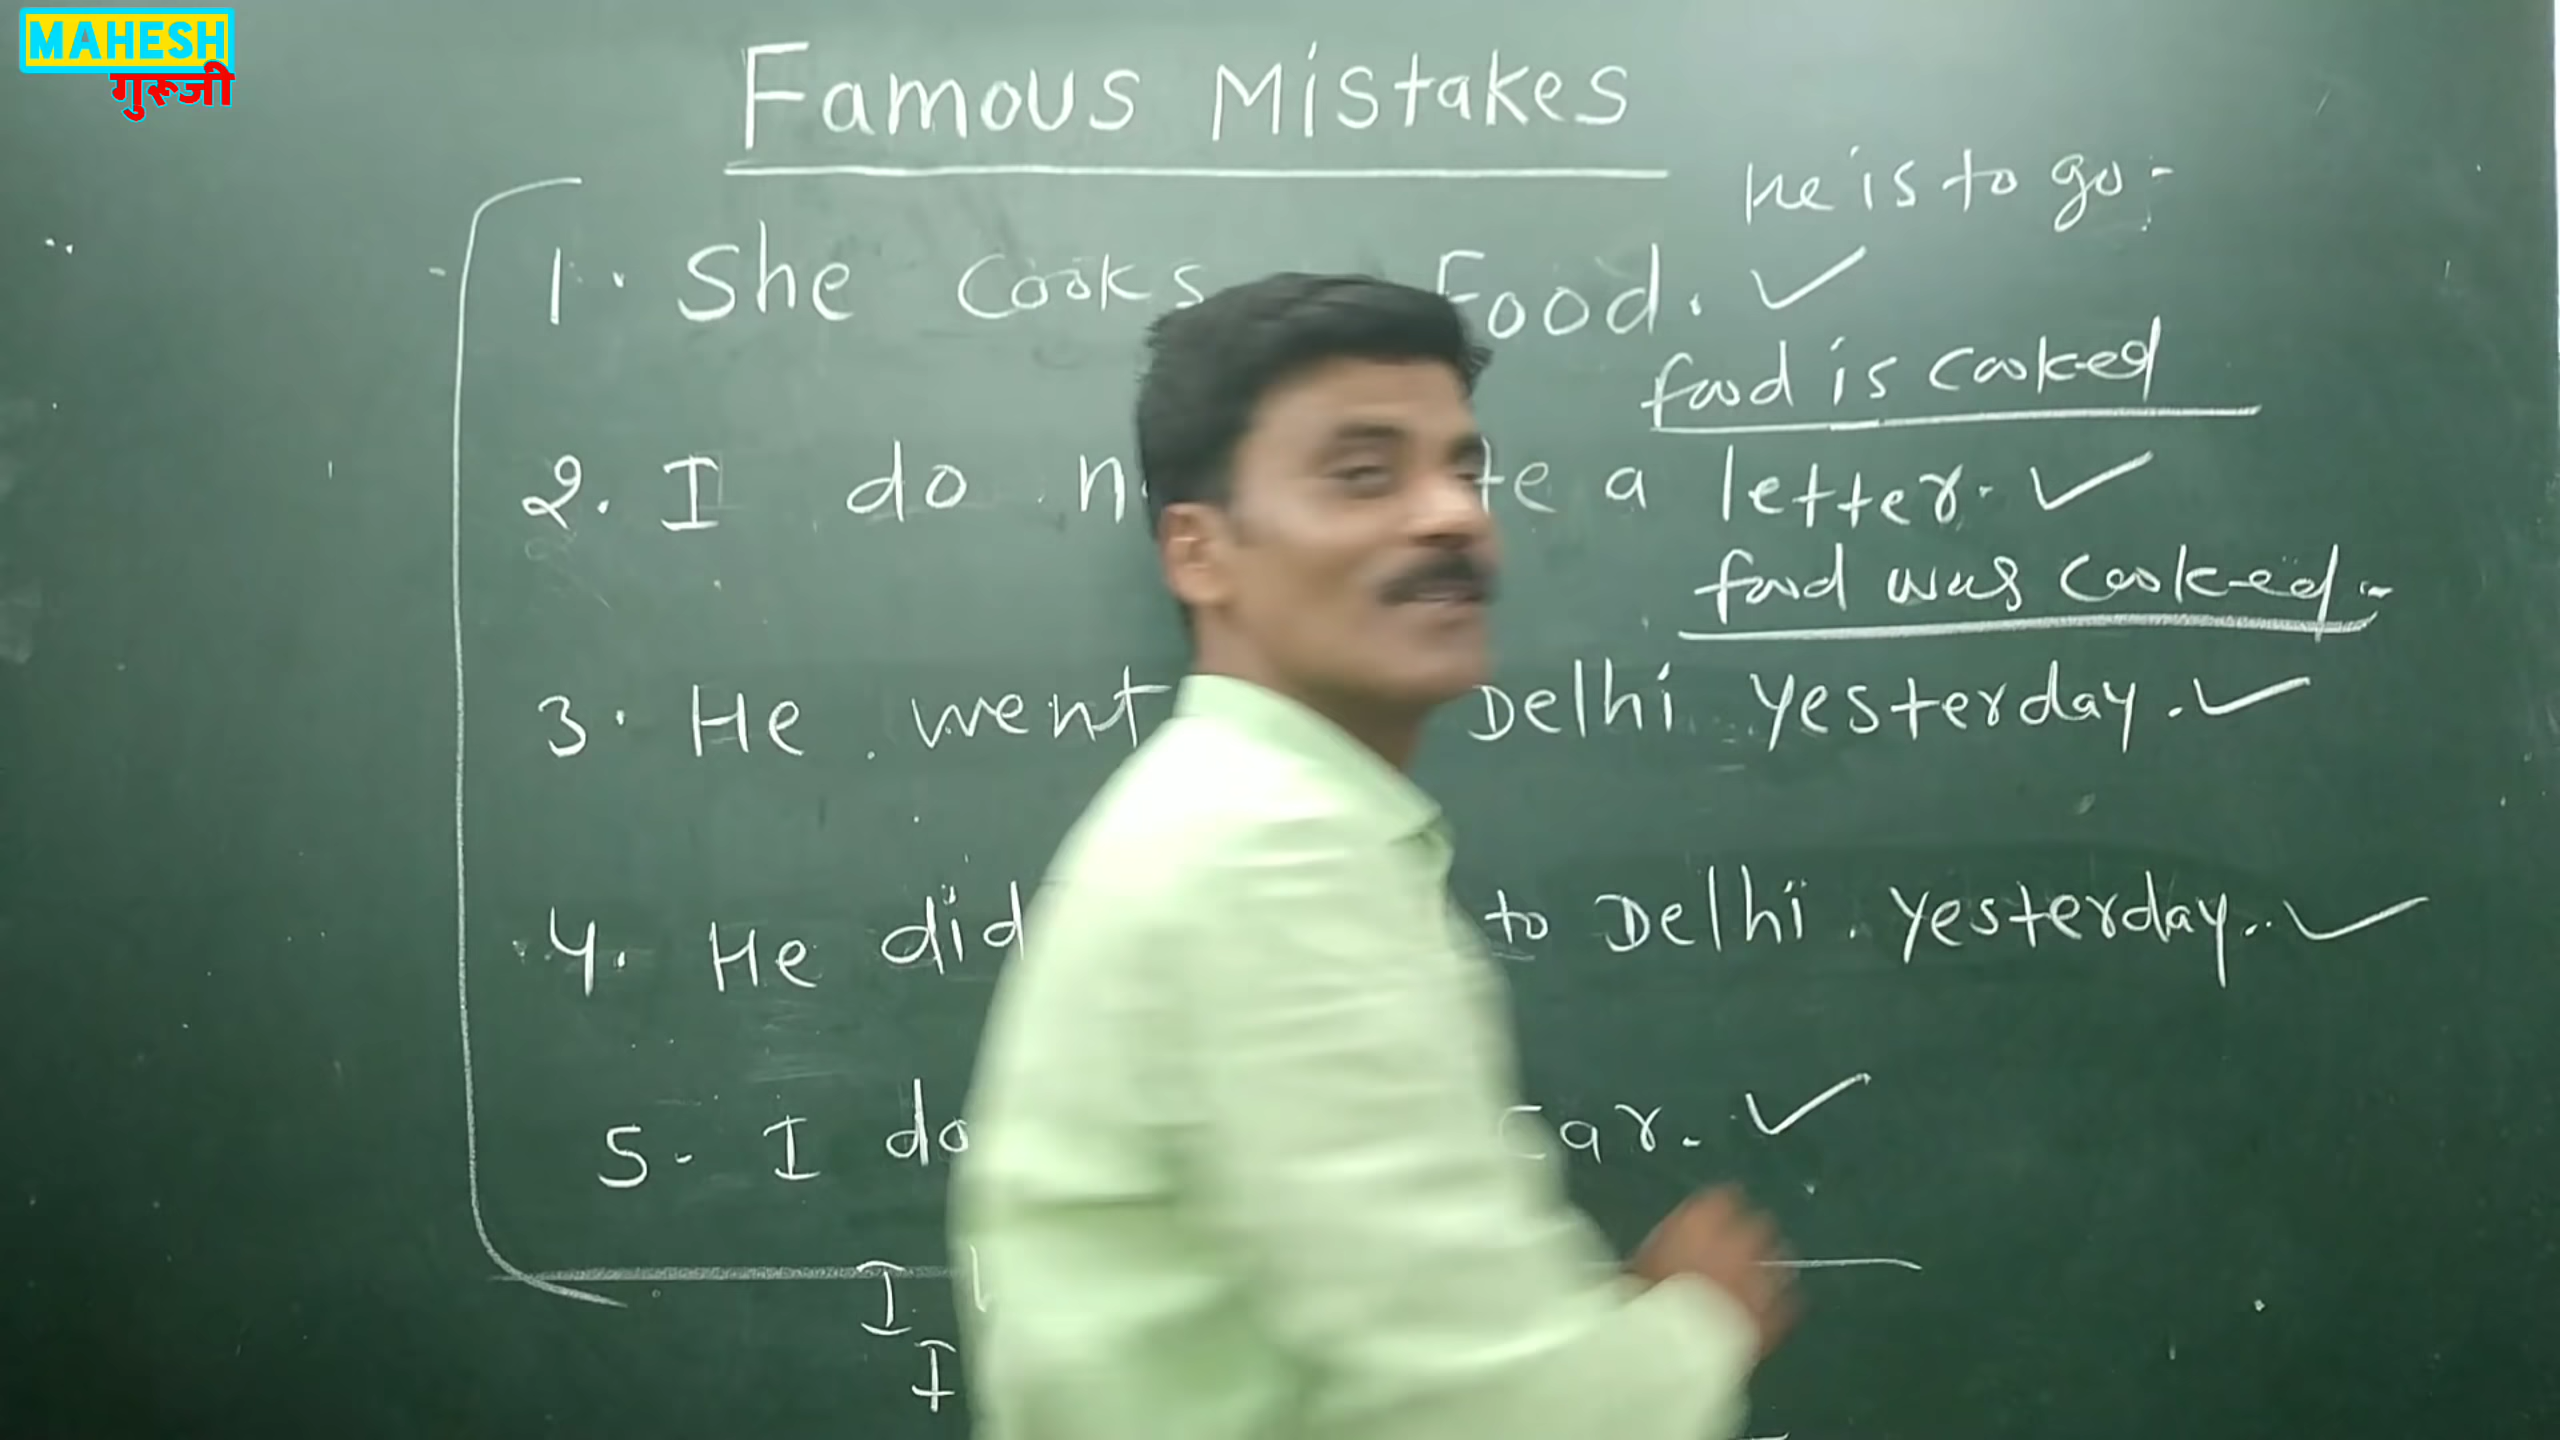 MAHESH
गुरूजी
Famous Mistakes
He is to go.
1. She cooks Food. ✓
food is cooked
2. I do a letter. ✓
food was cooked.
3. He went Delhi yesterday. ✓
4. He did to Delhi yesterday. ✓
5. I do car. ✓
I
I